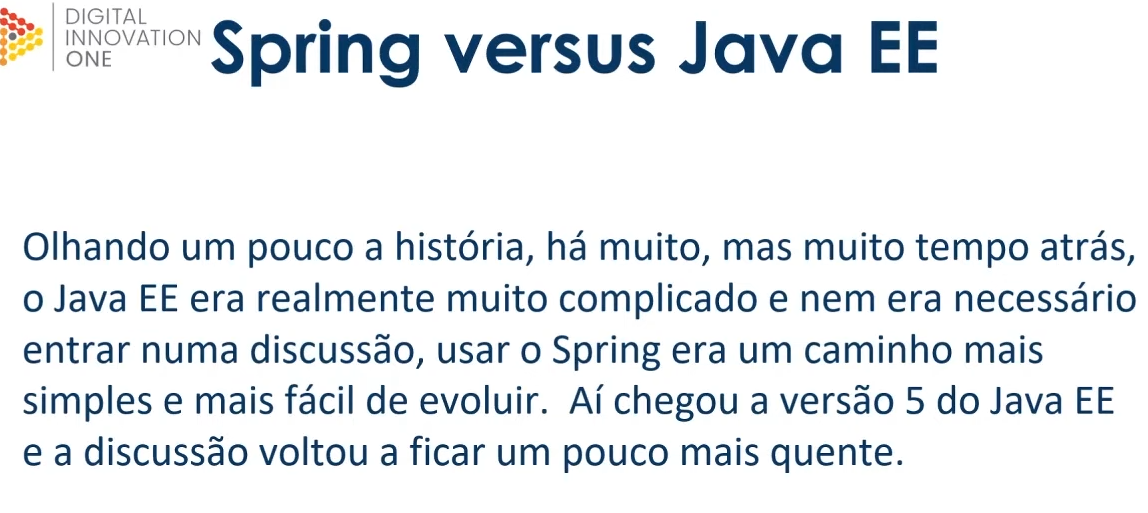 DIGITAL
INNOVATION
ONE
Spring versus Java EE
Olhando um pouco a história, há muito, mas muito tempo atrás,
o Java EE era realmente muito complicado e nem era necessário
entrar numa discussão, usar o Spring era um caminho mais
simples e mais fácil de evoluir.  Aí chegou a versão 5 do Java EE
e a discussão voltou a ficar um pouco mais quente.